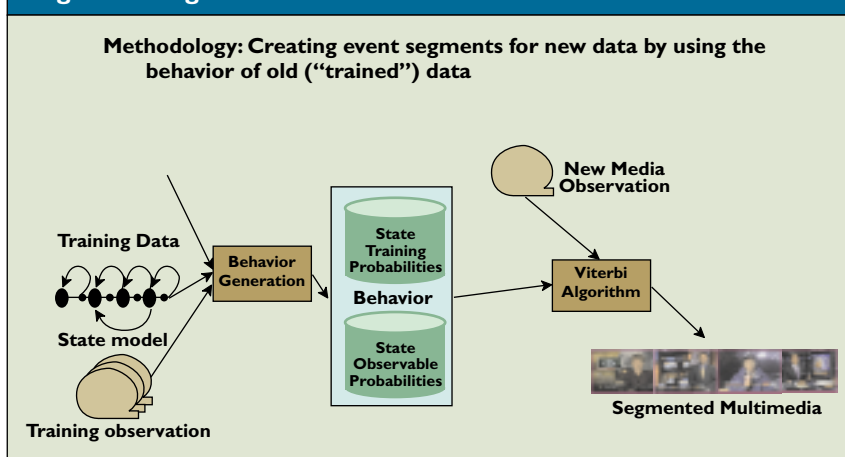 Methodology: Creating event segments for new data by using the
behavior of old (“trained”) data
New Media
Observation
Training Data
Behavior
Generation
State
Training
Probabilities
Behavior
Viterbi
Algorithm
State model
State
Observable
Probabilities
Training observation
Segmented Multimedia